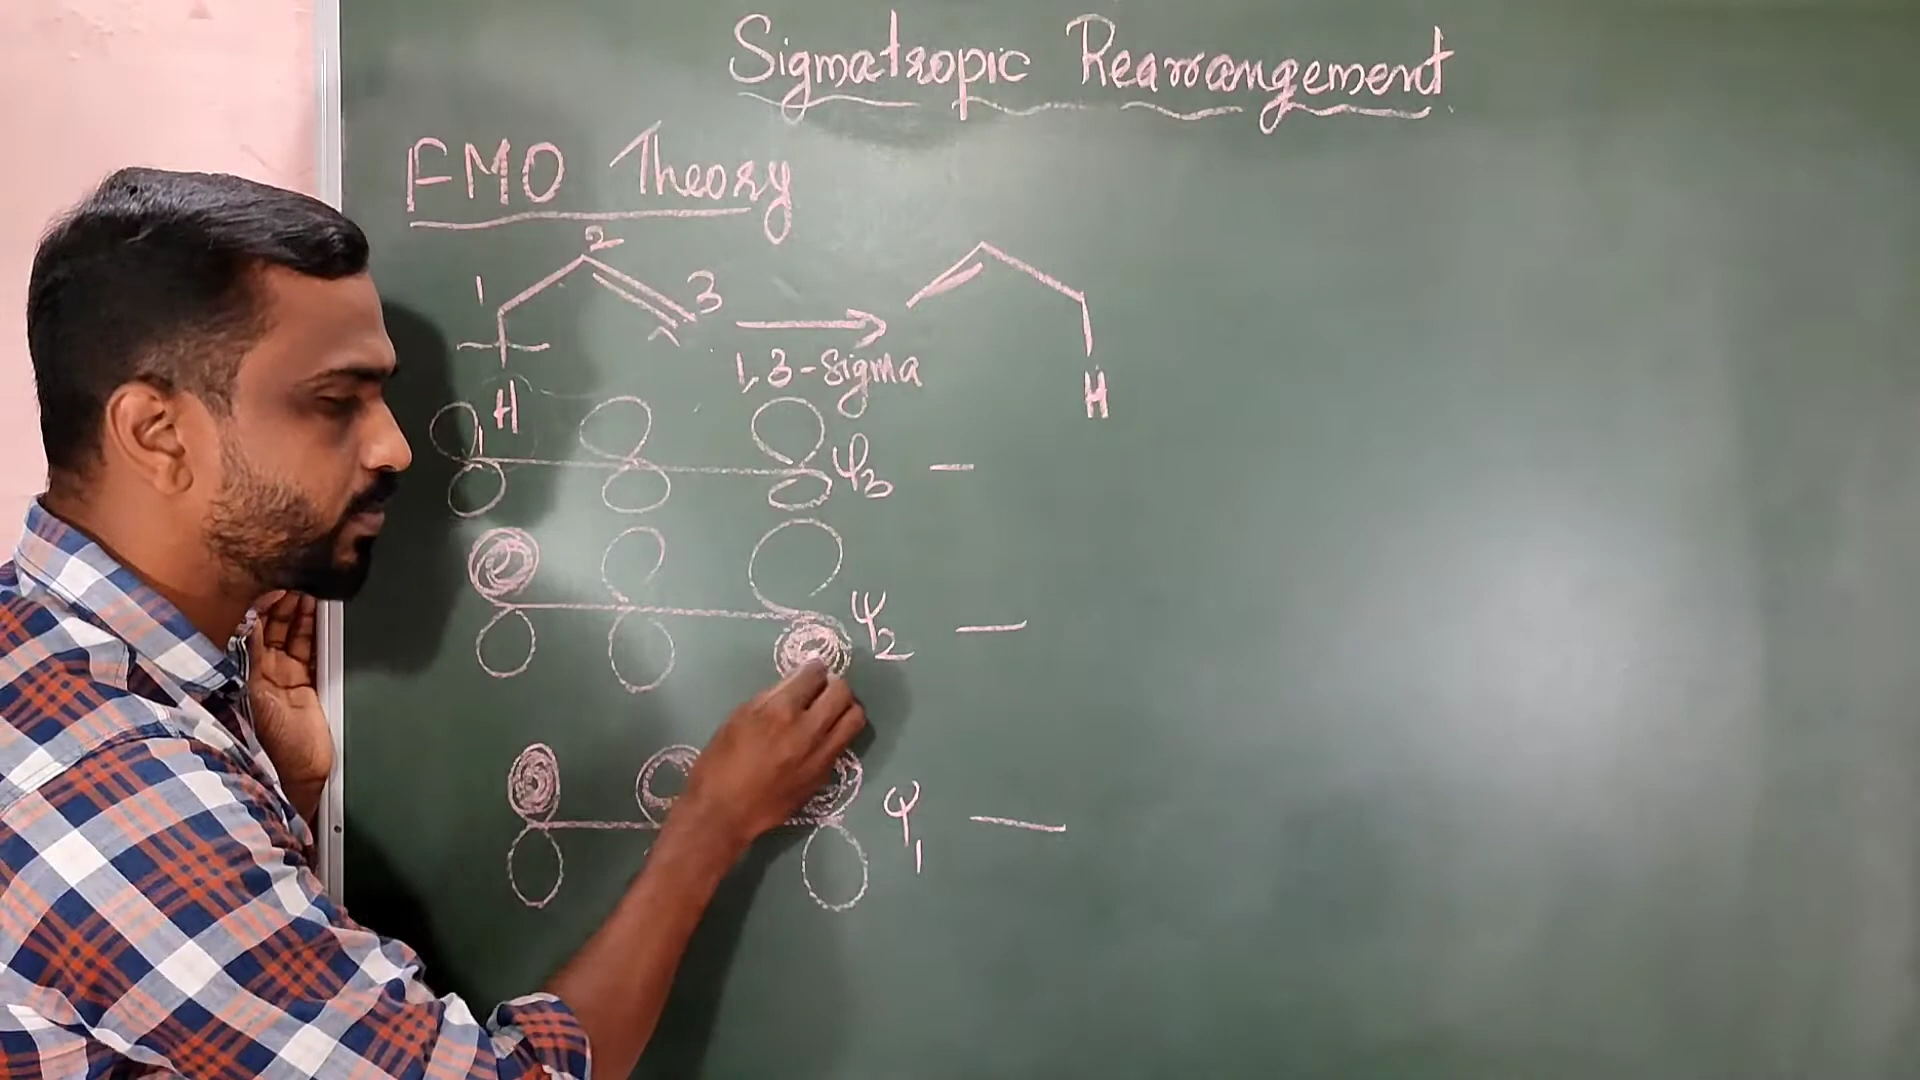 Sigmatropic Rearrangement
FMO Theory
2
1
3
1,3-Sigma
H
H
ψ3
ψ2
ψ1